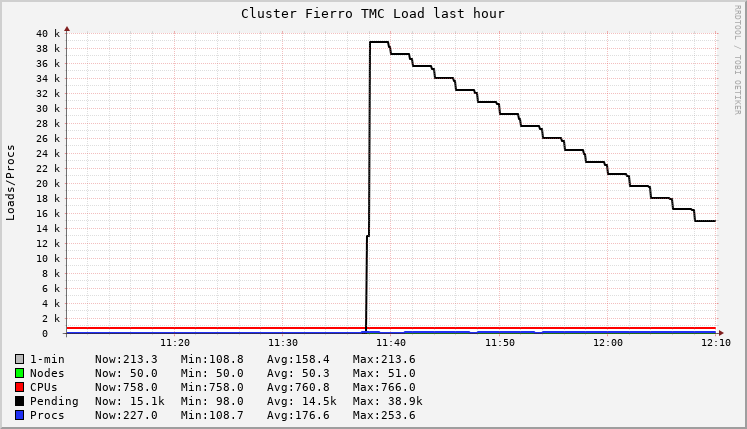 Cluster Fierro TMC Load last hour
RRDTOOL / TOBI OETIKER
Loads/Procs
40 k
38 k
36 k
34 k
32 k
30 k
28 k
26 k
24 k
22 k
20 k
18 k
16 k
14 k
12 k
10 k
8 k
6 k
4 k
2 k
0
11:20 11:30 11:40 11:50 12:00 12:10
1-min Now:213.3 Min:108.8 Avg:158.4 Max:213.6
Nodes Now: 50.0 Min: 50.0 Avg: 50.3 Max: 51.0
CPUs Now:758.0 Min:758.0 Avg:760.8 Max:766.0
Pending Now: 15.1k Min: 98.0 Avg: 14.5k Max: 38.9k
Procs Now:227.0 Min:108.7 Avg:176.6 Max:253.6